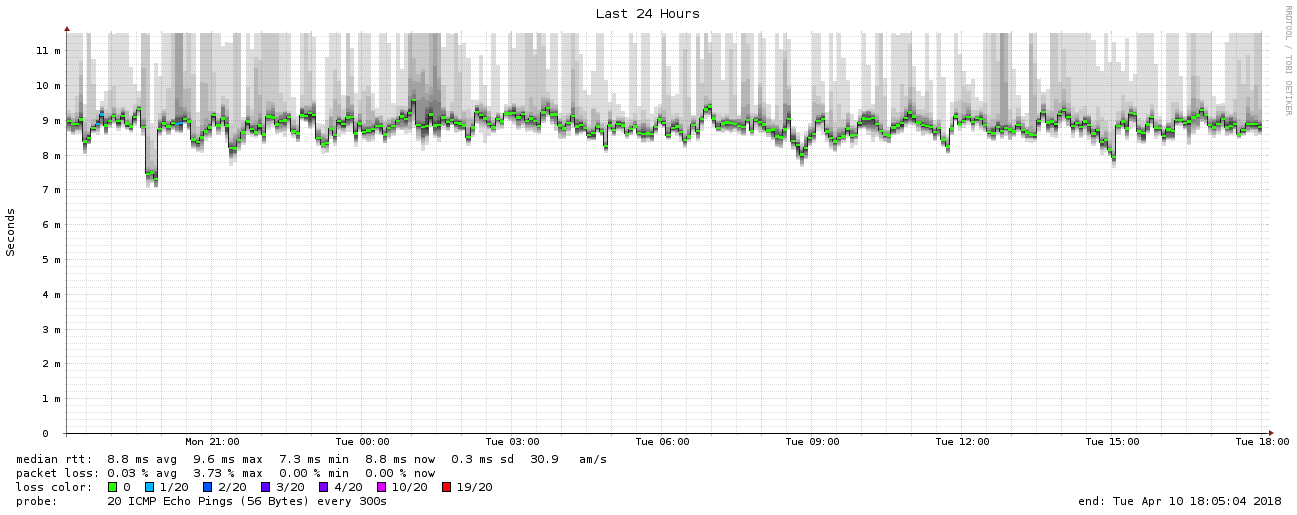 Last 24 Hours
RRDTOOL / TOBI OETIKER
11 m
10 m
9 m
8 m
7 m
6 m
5 m
4 m
3 m
2 m
1 m
0
Seconds
Mon 21:00 Tue 00:00 Tue 03:00 Tue 06:00 Tue 09:00 Tue 12:00 Tue 15:00 Tue 18:00
median rtt: 8.8 ms avg 9.6 ms max 7.3 ms min 8.8 ms now 0.3 ms sd 30.9 am/s
packet loss: 0.03 % avg 3.73 % max 0.00 % min 0.00 % now
loss color: 0 1/20 2/20 3/20 4/20 10/20 19/20
probe: 20 ICMP Echo Pings (56 Bytes) every 300s end: Tue Apr 10 18:05:04 2018